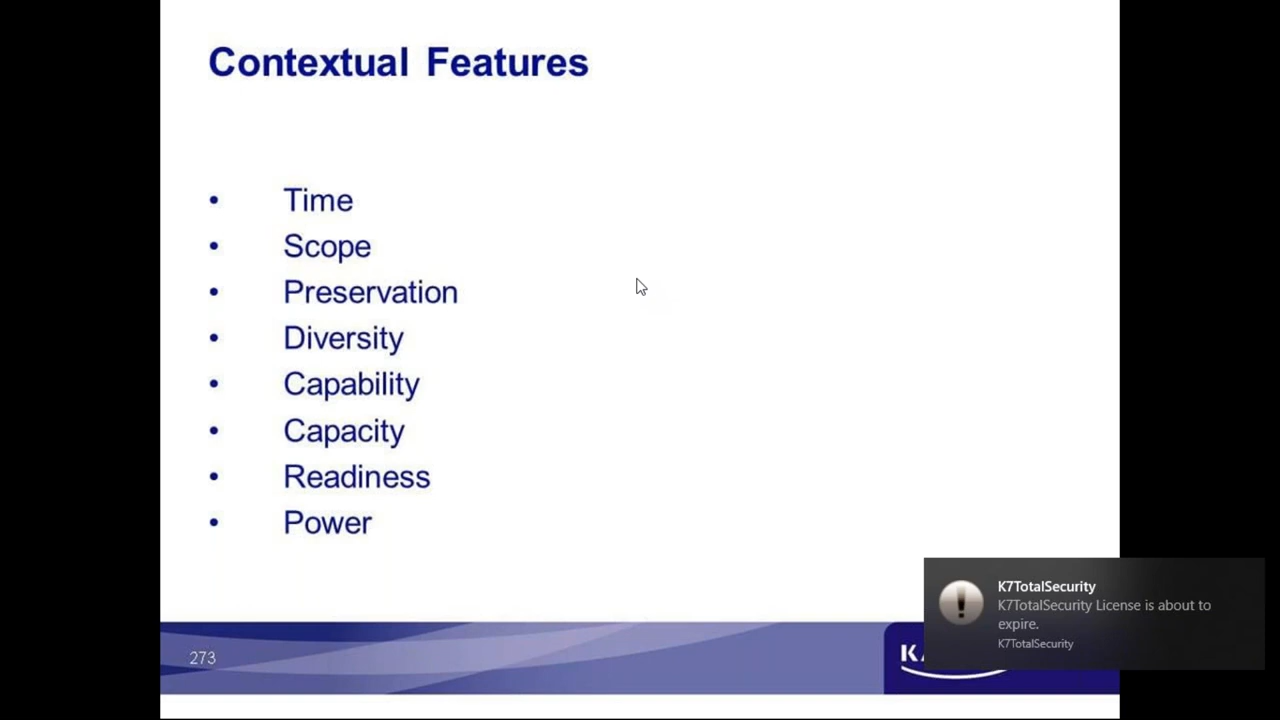 Contextual Features
• Time
• Scope
• Preservation
• Diversity
• Capability
• Capacity
• Readiness
• Power
K7TotalSecurity
K7TotalSecurity License is about to
expire.
K7TotalSecurity
273